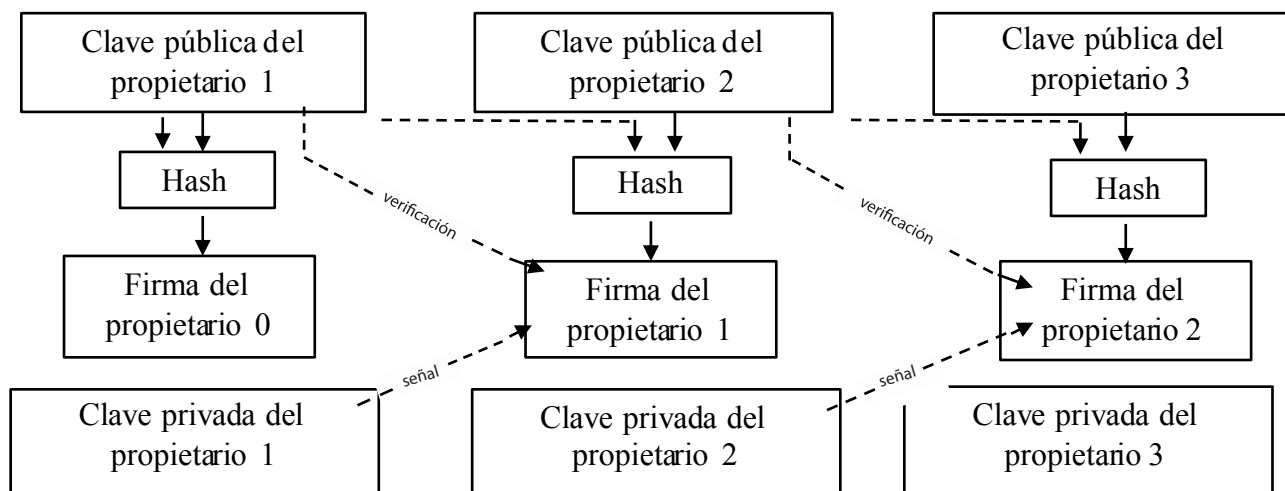 Clave pública del
propietario 1
Clave pública del
propietario 2
Clave pública del
propietario 3
Hash
Hash
Hash
verificación
verificación
Firma del
propietario 0
Firma del
propietario 1
Firma del
propietario 2
señal
señal
Clave privada del
propietario 1
Clave privada del
propietario 2
Clave privada del
propietario 3